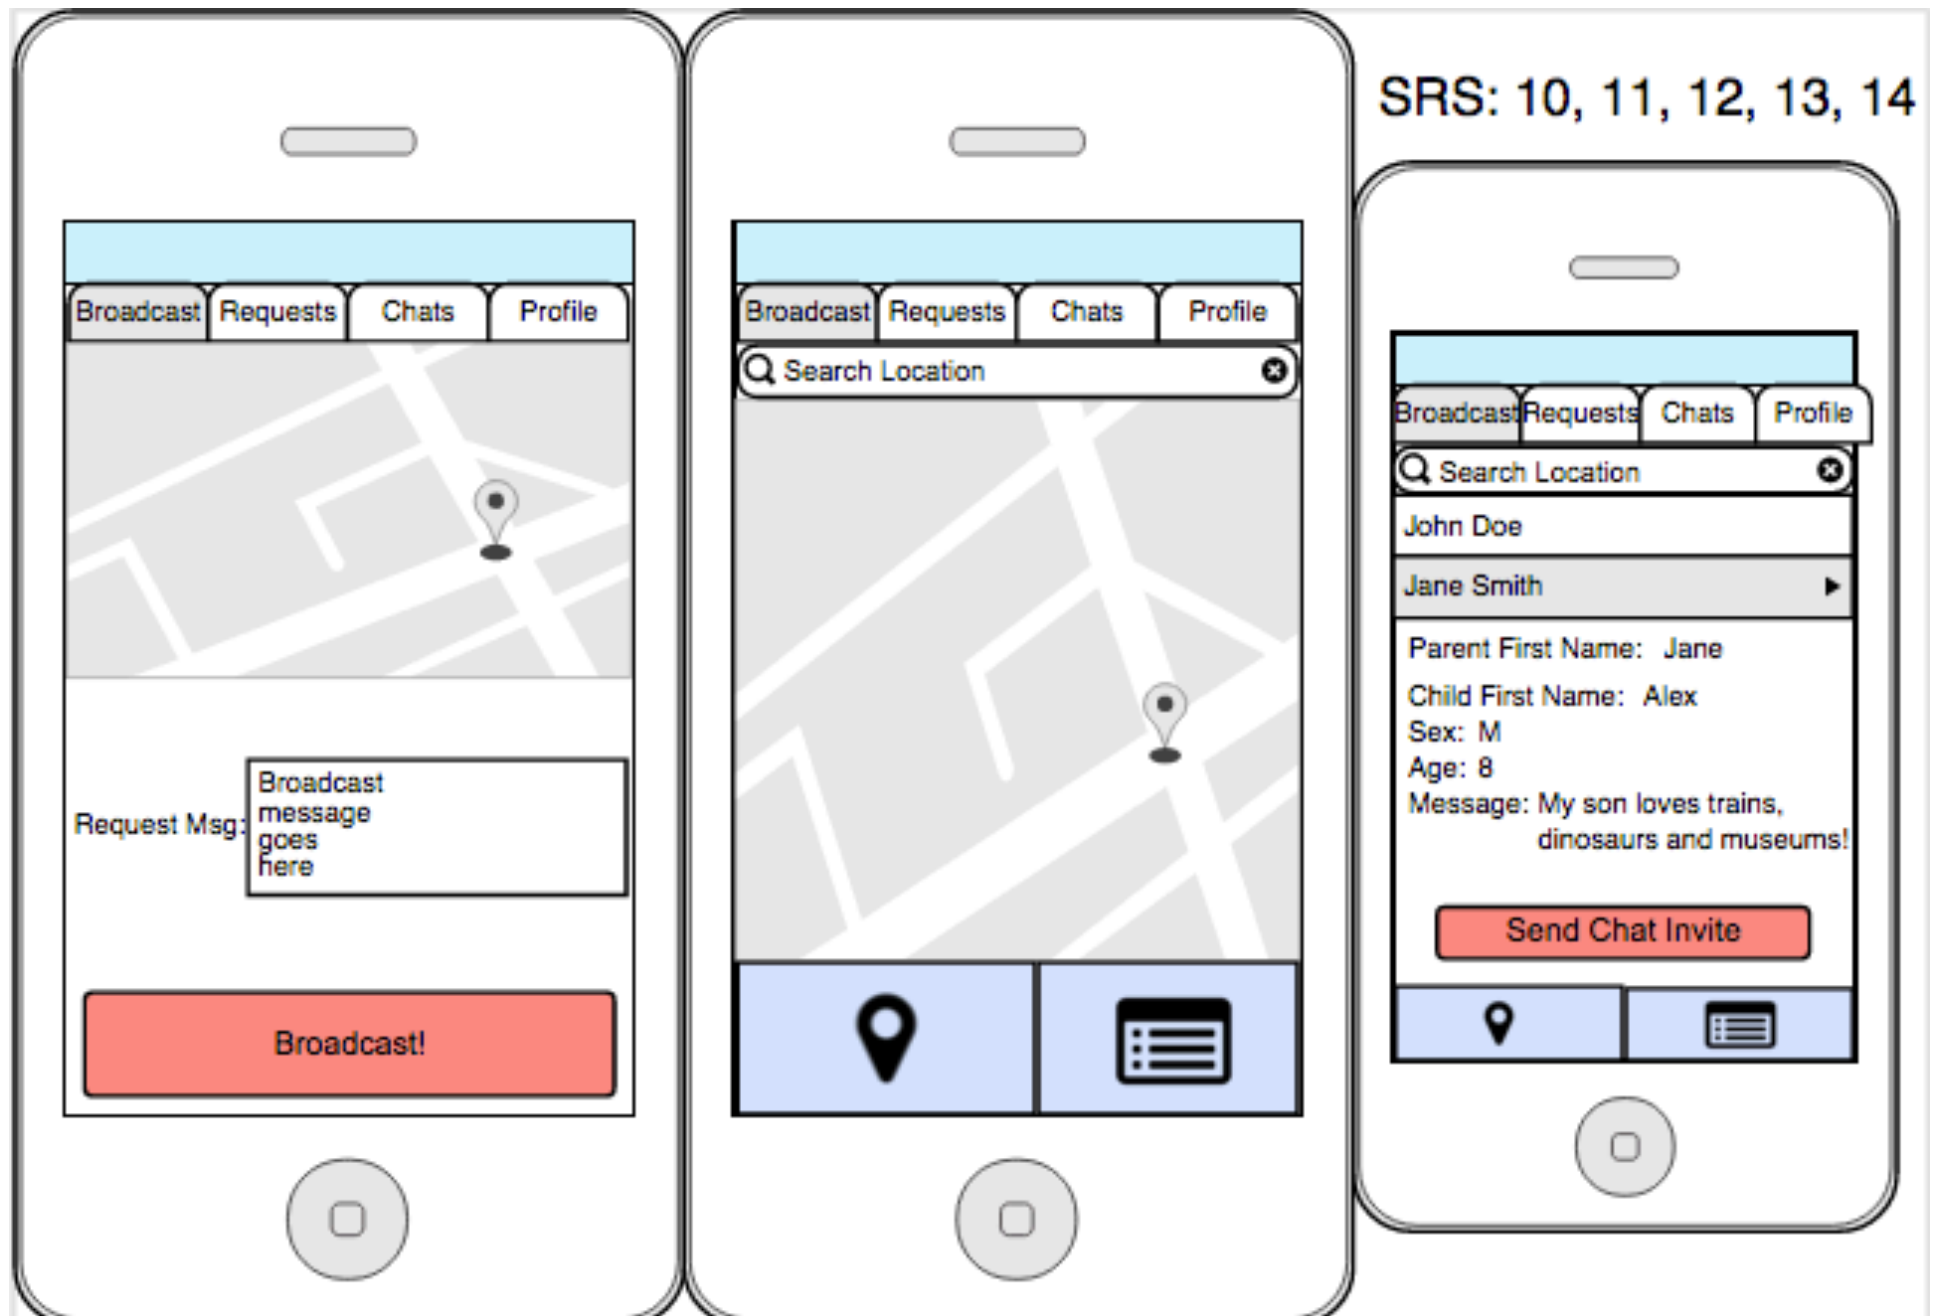 Broadcast Requests Chats Profile
Request Msg:
Broadcast
message
goes
here
Broadcast!
Broadcast Requests Chats Profile
Search Location
SRS: 10, 11, 12, 13, 14
Broadcast Requests Chats Profile
Search Location
John Doe
Jane Smith
Parent First Name: Jane
Child First Name: Alex
Sex: M
Age: 8
Message: My son loves trains,
dinosaurs and museums!
Send Chat Invite